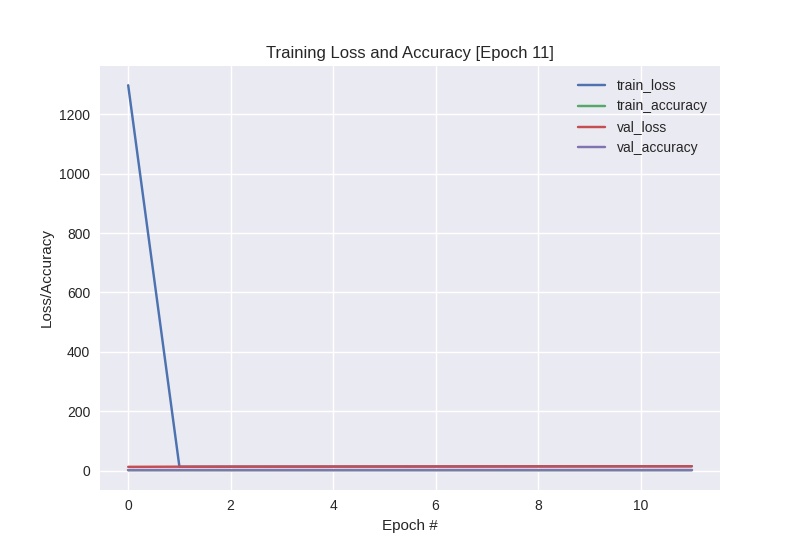 Training Loss and Accuracy [Epoch 11]
train_loss
train_accuracy
val_loss
val_accuracy
1200
1000
800
600
400
200
0
Loss/Accuracy
0 2 4 6 8 10
Epoch #